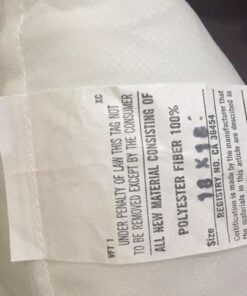 XC
VFT 1
UNDER PENALTY OF LAW THIS TAG NOT
TO BE REMOVED EXCEPT BY THE CONSUMER
ALL NEW MATERIAL CONSISTING OF
POLYESTER FIBER 100%
Size 18 X 18
REGISTRY NO. CA 36454
Certification is made by the manufacturer that
the materials in this article are described in